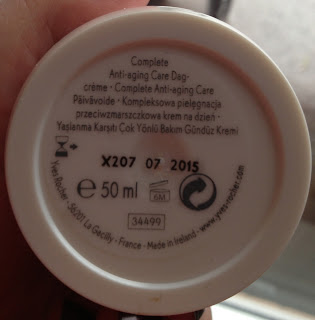 Complete
Anti-aging Care Dag-
crème • Complete Anti-aging Care
Päivävoide • Kompleksowa pielęgnacja
przeciwzmarszczkowa krem na dzień •
Yaşlanma Karşıtı Çok Yönlü Bakım Gündüz Kremi
X207 07 2015
e 50 ml 6M
34499
Yves Rocher - 56201 La Gacilly - France - Made in Ireland - www.yves-rocher.com